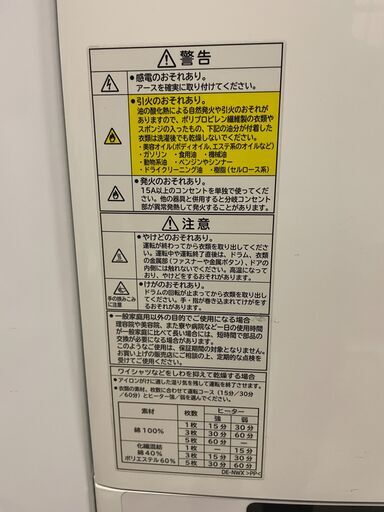 ⚠警告
●感電のおそれあり。
アースを確実に取り付けてください。
●引火のおそれあり。
油の酸化熱による自然発火や引火のおそれが
ありますので、ポリプロピレン繊維製の衣類や
スポンジの入ったもの、下記の油分が付着した
衣類は洗濯後でも乾燥しないでください。
・美容オイル(ボディオイル、エステ系のオイルなど)
・ガソリン ・食用油 ・機械油
・動物系油 ・ベンジンやシンナー
・ドライクリーニング油 ・樹脂(セルロース系)
●発火のおそれあり。
15A以上のコンセントを単独で使ってくだ
さい。他の器具と併用すると分岐コンセント
部が異常発熱して発火することがあります。
⚠注意
●やけどのおそれあり。
運転が終わってから衣類を取り出してくださ
い。運転中や運転終了直後は、ドラム、衣類
の金属部(ファスナーや金属ボタン)、ドアの
内側には触れないでください。高温になって
おり、やけどをするおそれがあります。
手の挟みこみ
に注意
●けがのおそれあり。
ドラムの回転が止まってから衣類を取り出し
てください。手・指が巻き込まれてけがをす
るおそれがあります。
●一般家庭用以外の目的でのご使用になる場合
理容院や美容院、また寮や病院など一日の使用時間
が一般家庭に比べて長い場合には、短時間で部品の
交換が必要になる場合があります。
このようなご使用は、保証期間の対象となりません。
お買い上げの販売店にご相談の上、定期的な点検を
受けてください。
ワイシャツなどをしわを抑えて乾燥する場合
●アイロンがけに適した湿り気を残して運転を終了させます。
●衣類の素材、枚数に合わせて運転コース(15分/30分
/60分)とヒーター強/弱を選んでください。
素材 枚数 ヒーター
強 弱
綿100% 1枚 15分 30分
3枚 30分 60分
5枚 60分 ―
化繊混紡
綿40%
ポリエステル60% 1枚 ― 15分
3枚 15分 30分
5枚 30分 60分
DE-NWX >PP<